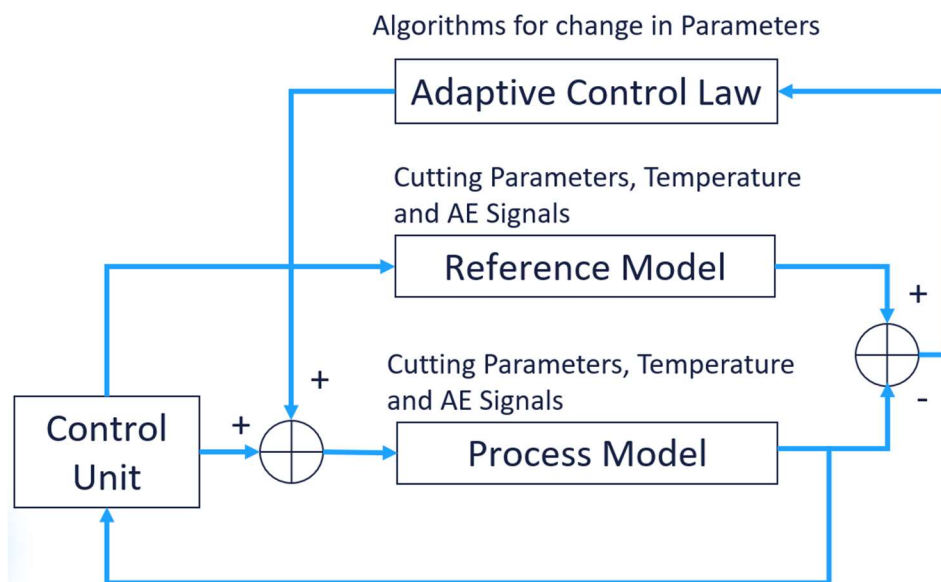 Algorithms for change in Parameters
Adaptive Control Law
Cutting Parameters, Temperature
and AE Signals
Reference Model
+
Cutting Parameters, Temperature
and AE Signals
+
-
+
Control
Unit
Process Model